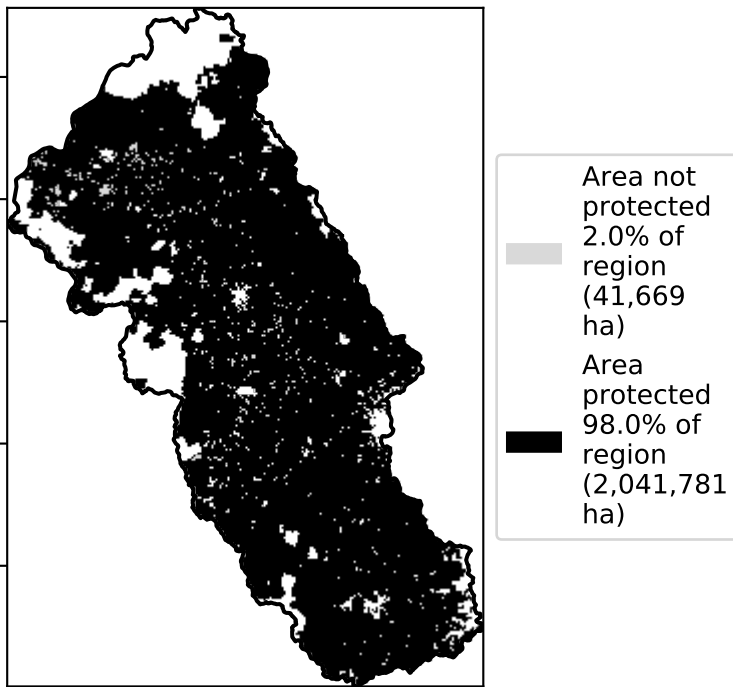 Area not
protected
2.0% of
region
(41,669
ha)
Area
protected
98.0% of
region
(2,041,781
ha)